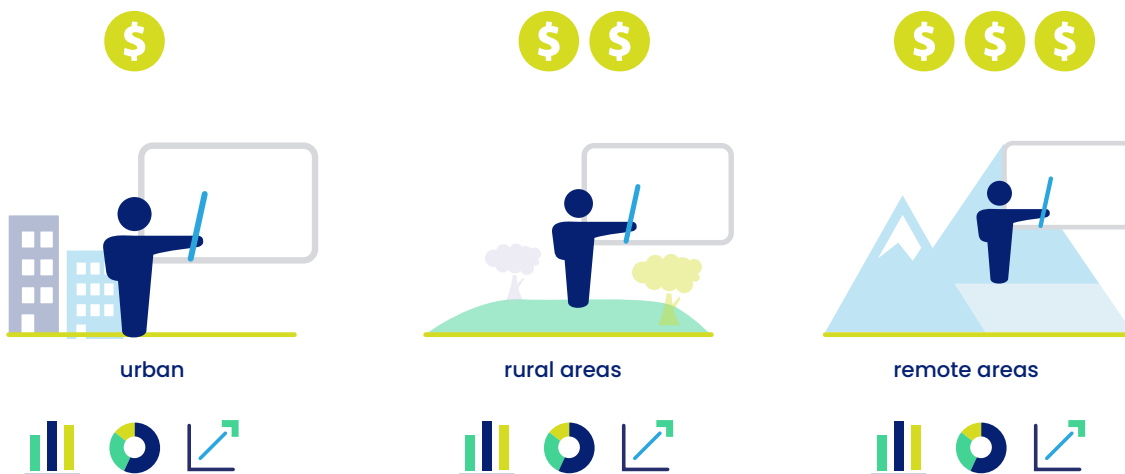 $
$ $
$ $ $
urban
rural areas
remote areas